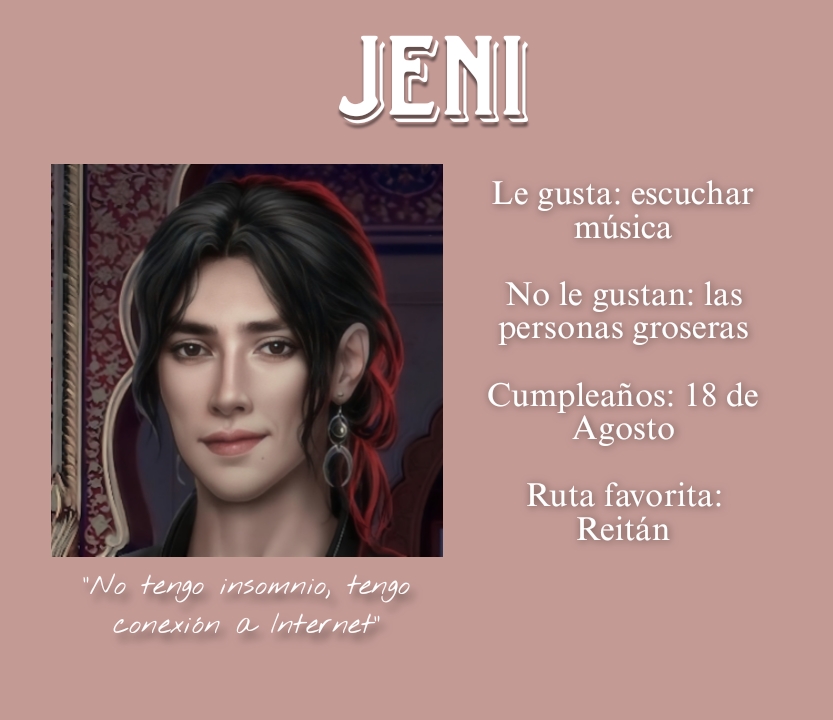 JENI
Le gusta: escuchar
música
No le gustan: las
personas groseras
Cumpleaños: 18 de
Agosto
Ruta favorita:
Reitán
"No tengo insomnio, tengo
conexión a Internet"